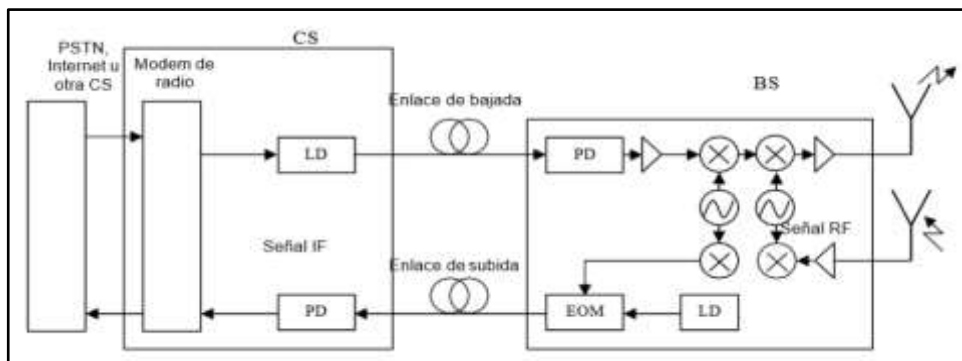 CS
PSTN,
Internet u
otra CS
Modem de
radio
Enlace de bajada
BS
LD
PD
Señal RF
Señal IF
Enlace de subida
PD
EOM
LD